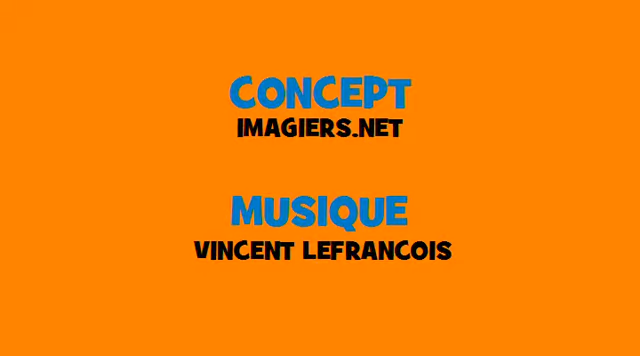 CONCEPT
IMAGIERS.NET
MUSIQUE
VINCENT LEFRANCOIS